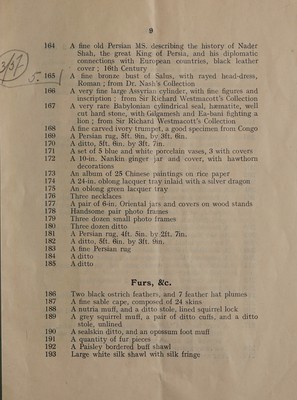 9
164 A fine old Persian MS. describing the history of Nader
Shah, the great King of Persia, and his diplomatic
connections with European countries, black leather
cover ; 16th Century
165 A fine bronze bust of Salus, with rayed head-dress,
Roman ; from Dr. Nash's Collection
166 A very fine large Assyrian cylinder, with fine figures and
inscription ; from Sir Richard Westmacott's Collection
167 A very rare Babylonian cylindrical seal, hæmatite, well
cut hard stone, with Gilgamesh and Ea-bani fighting a
lion ; from Sir Richard Westmacott's Collection
168 A fine carved ivory trumpet, a good specimen from Congo
169 A Persian rug, 5ft. 9in. by 3ft. 6in.
170 A ditto, 5ft. 6in. by 3ft. 7in.
171 A set of 5 blue and white porcelain vases, 3 with covers
172 A 10-in. Nankin ginger jar and cover, with hawthorn
decorations
173 An album of 25 Chinese paintings on rice paper
174 A 24-in. oblong lacquer tray inlaid with a silver dragon
175 An oblong green lacquer tray
176 Three necklaces
177 A pair of 6-in. Oriental jars and covers on wood stands
178 Handsome pair photo frames
179 Three dozen small photo frames
180 Three dozen ditto
181 A Persian rug, 4ft. 5in. by 2ft. 7in.
182 A ditto, 5ft. 6in. by 3ft. 9in.
183 A fine Persian rug
184 A ditto
185 A ditto
Furs, &c.
186 Two black ostrich feathers, and 7 feather hat plumes
187 A fine sable cape, composed of 24 skins
188 A nutria muff, and a ditto stole, lined squirrel lock
189 A grey squirrel muff, a pair of ditto cuffs, and a ditto
stole, unlined
190 A sealskin ditto, and an opossum foot muff
191 A quantity of fur pieces
192 A Paisley bordered buff shawl
193 Large white silk shawl with silk fringe